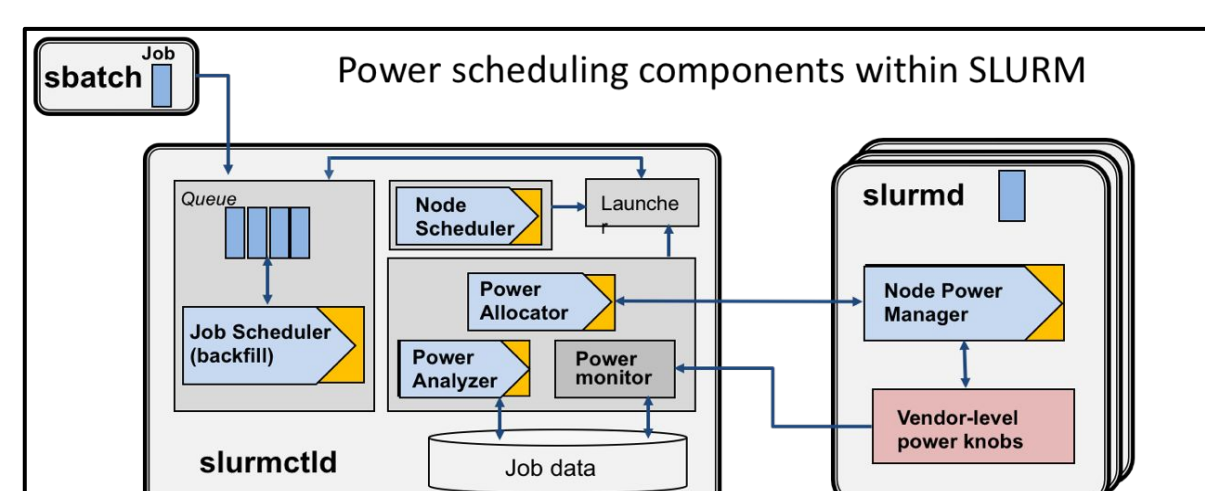 Power scheduling components within SLURM
Job
sbatch
Queue
Job Scheduler
(backfill)
Node
Scheduler
Launche
r
Power
Allocator
Power
Analyzer
Power
monitor
slurmctld
Job data
slurmd
Node Power
Manager
Vendor-level
power knobs